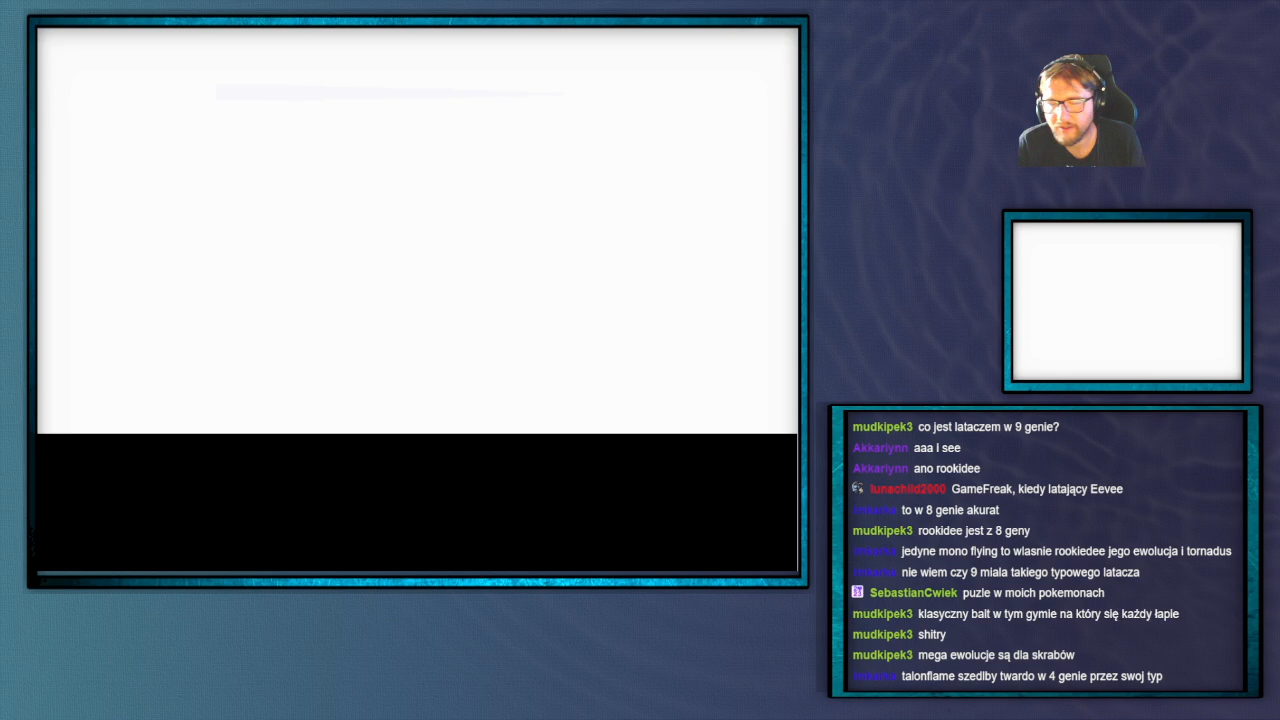 mudkipek3 co jest lataczem w 9 genie?
Akkarlynn aaa I see
Akkarlynn ano rookidee
lunachild2000 GameFreak, kiedy latający Eevee
to w 8 genie akurat
mudkipek3 rookidee jest z 8 geny
jedyne mono flying to wlasnie rookiedee jego ewolucja i tornadus
nie wiem czy 9 miala takiego typowego latacza
SebastianCwiek puzle w moich pokemonach
mudkipek3 klasyczny bait w tym gymie na który się każdy łapie
mudkipek3 shitry
mudkipek3 mega ewolucje są dla skrabów
talonflame szedlby twardo w 4 genie przez swoj typ